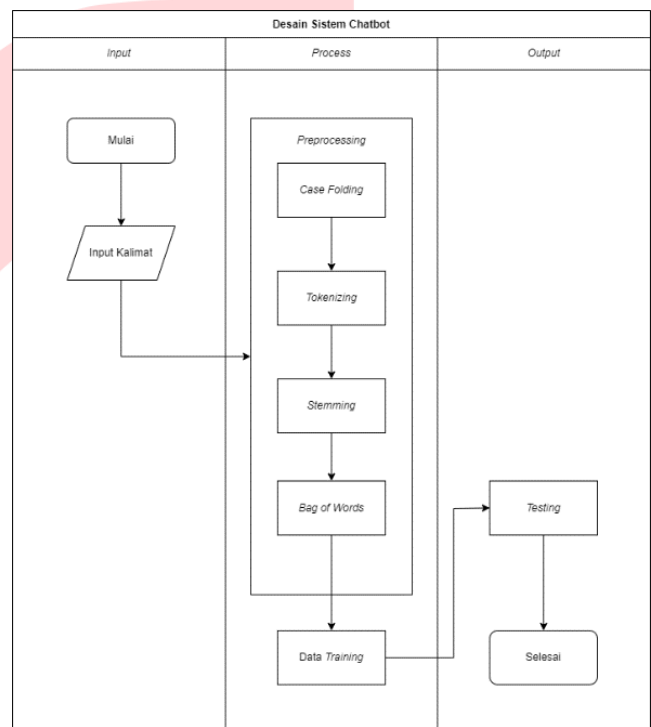 Desain Sistem Chatbot
Input
Process
Output
Mulai
Input Kalimat
Preprocessing
Case Folding
Tokenizing
Stemming
Bag of Words
Data Training
Testing
Selesai